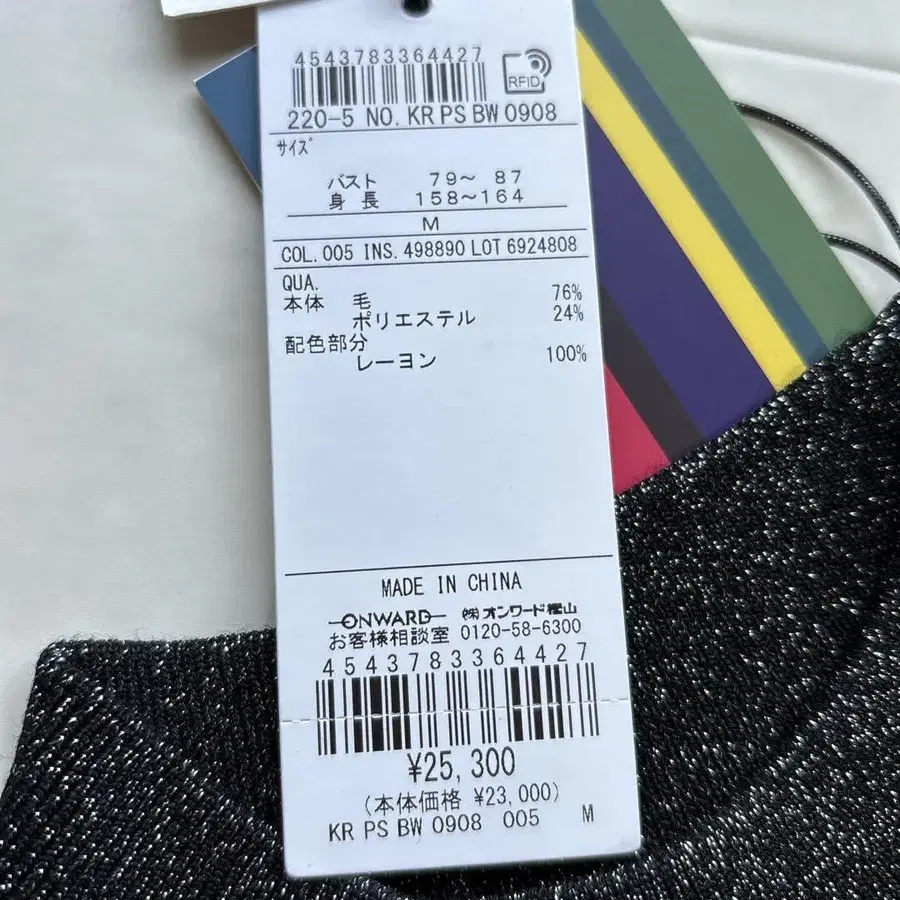 4543783364427
RFID
220-5 NO. KR PS BW 0908
サイズ
バスト 79～ 87
身長 158～164
M
COL. 005 INS. 498890 LOT 6924808
QUA.
本体 毛 76%
ポリエステル 24%
配色部分
レーヨン 100%
MADE IN CHINA
ONWARD ㈱オンワード樫山
お客様相談室 0120-58-6300
4543783364427
¥25,300
(本体価格 ¥23,000)
KR PS BW 0908 005 M